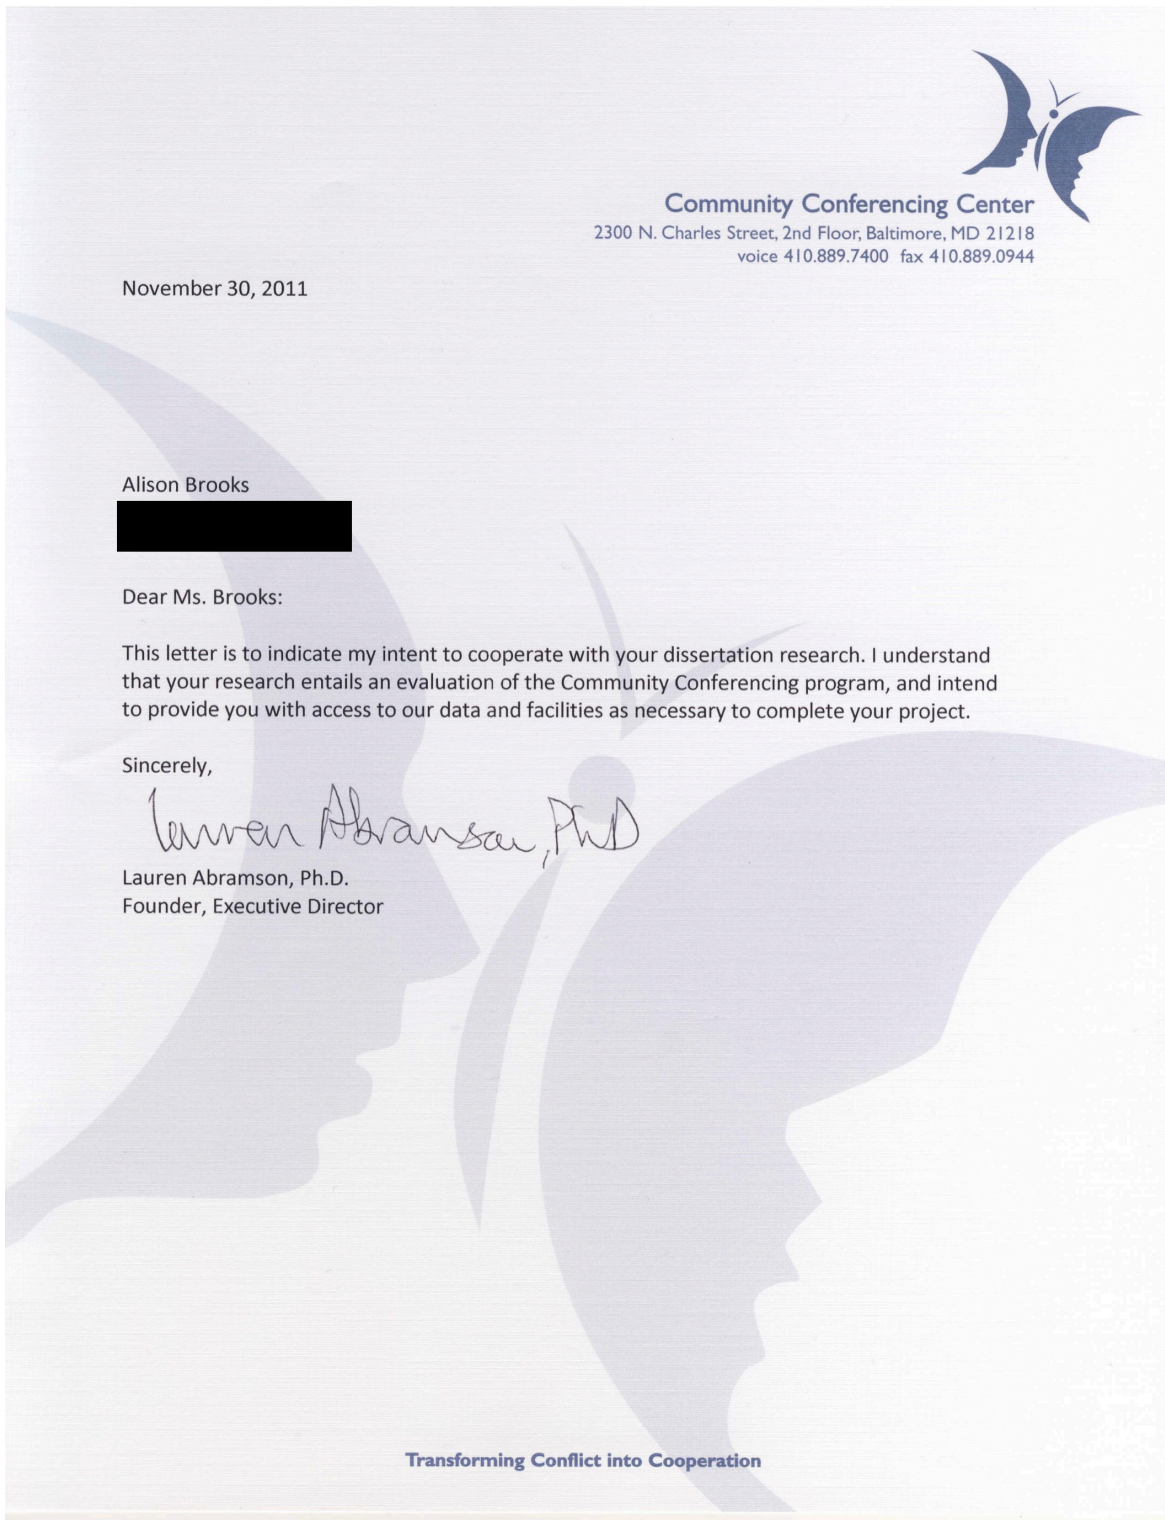 Community Conferencing Center
2300 N. Charles Street, 2nd Floor, Baltimore, MD 21218
voice 410.889.7400 fax 410.889.0944
November 30, 2011
Alison Brooks
Dear Ms. Brooks:
This letter is to indicate my intent to cooperate with your dissertation research. I understand
that your research entails an evaluation of the Community Conferencing program, and intend
to provide you with access to our data and facilities as necessary to complete your project.
Sincerely,
Lauren Abramson, PhD
Lauren Abramson, Ph.D.
Founder, Executive Director
Transforming Conflict into Cooperation